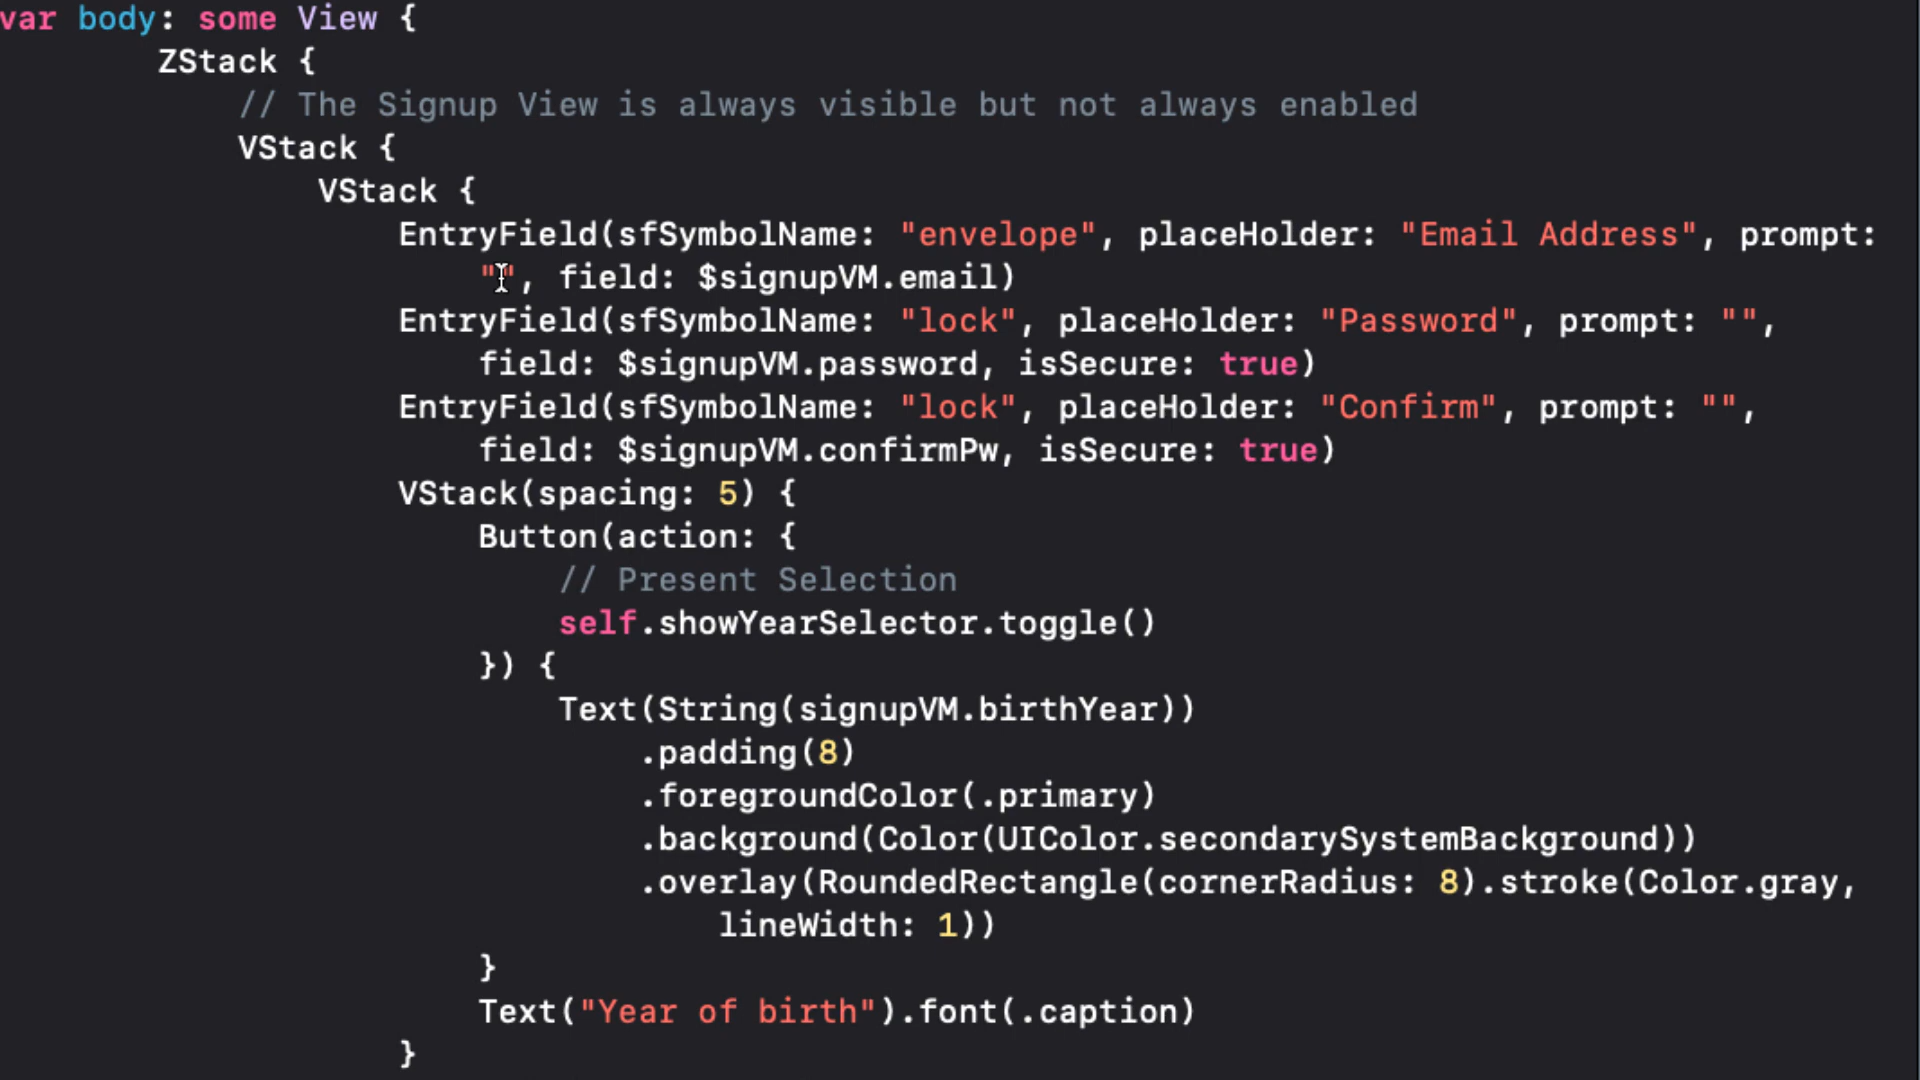 var body: some View {
ZStack {
// The Signup View is always visible but not always enabled
VStack {
VStack {
EntryField(sfSymbolName: "envelope", placeHolder: "Email Address", prompt:
"", field: $signupVM.email)
EntryField(sfSymbolName: "lock", placeHolder: "Password", prompt: "",
field: $signupVM.password, isSecure: true)
EntryField(sfSymbolName: "lock", placeHolder: "Confirm", prompt: "",
field: $signupVM.confirmPw, isSecure: true)
VStack(spacing: 5) {
Button(action: {
// Present Selection
self.showYearSelector.toggle()
}) {
Text(String(signupVM.birthYear))
.padding(8)
.foregroundColor(.primary)
.background(Color(UIColor.secondarySystemBackground))
.overlay(RoundedRectangle(cornerRadius: 8).stroke(Color.gray,
lineWidth: 1))
}
Text("Year of birth").font(.caption)
}